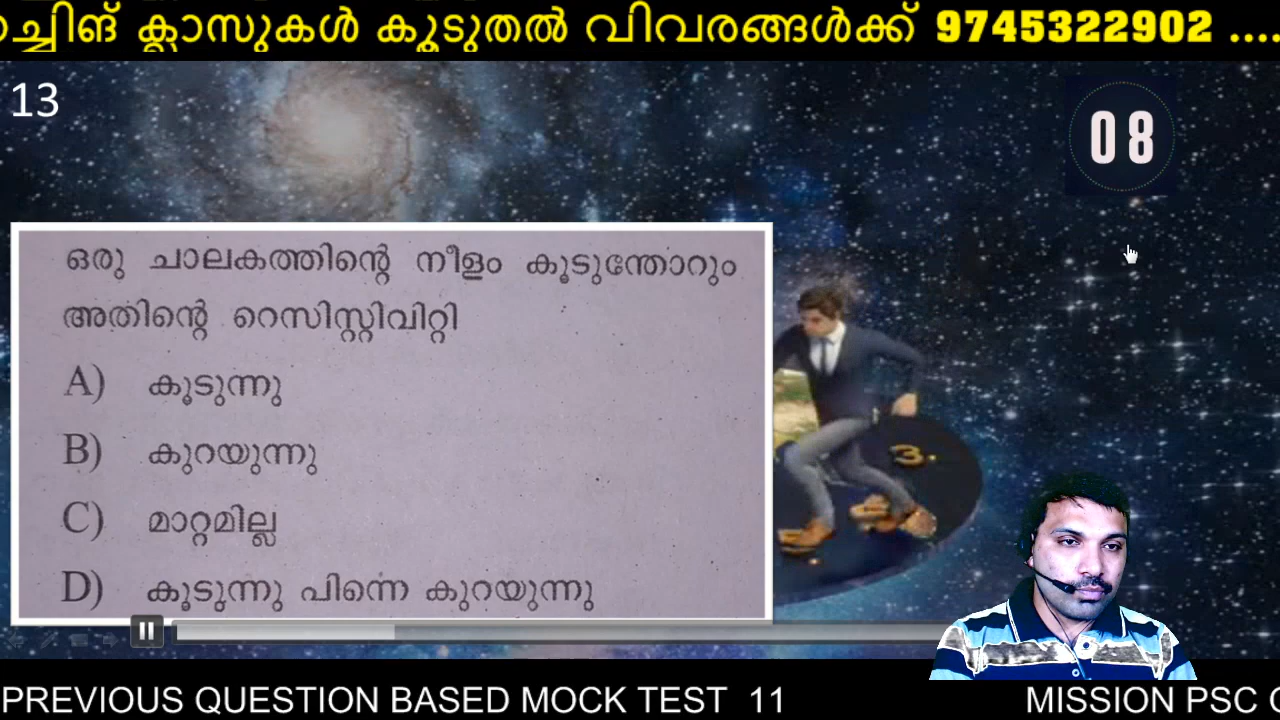 ച്ചിങ് ക്ലാസുകൾ കൂടുതൽ വിവരങ്ങൾക്ക് 9745322902 ....
13
08
ഒരു ചാലകത്തിന്റെ നീളം കൂടുന്തോറും
അതിന്റെ റെസിസ്റ്റിവിറ്റി
A) കൂടുന്നു
B) കുറയുന്നു
C) മാറ്റമില്ല
D) കൂടുന്നു പിന്നെ കുറയുന്നു
3.
PREVIOUS QUESTION BASED MOCK TEST 11 MISSION PSC